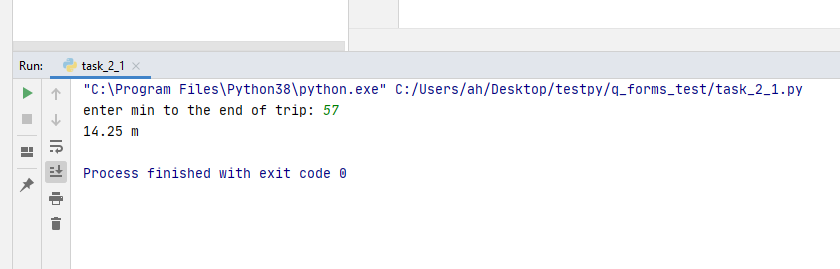 Run: task_2_1
"C:\Program Files\Python38\python.exe" C:/Users/ah/Desktop/testpy/q_forms_test/task_2_1.py
enter min to the end of trip: 57
14.25 m
Process finished with exit code 0